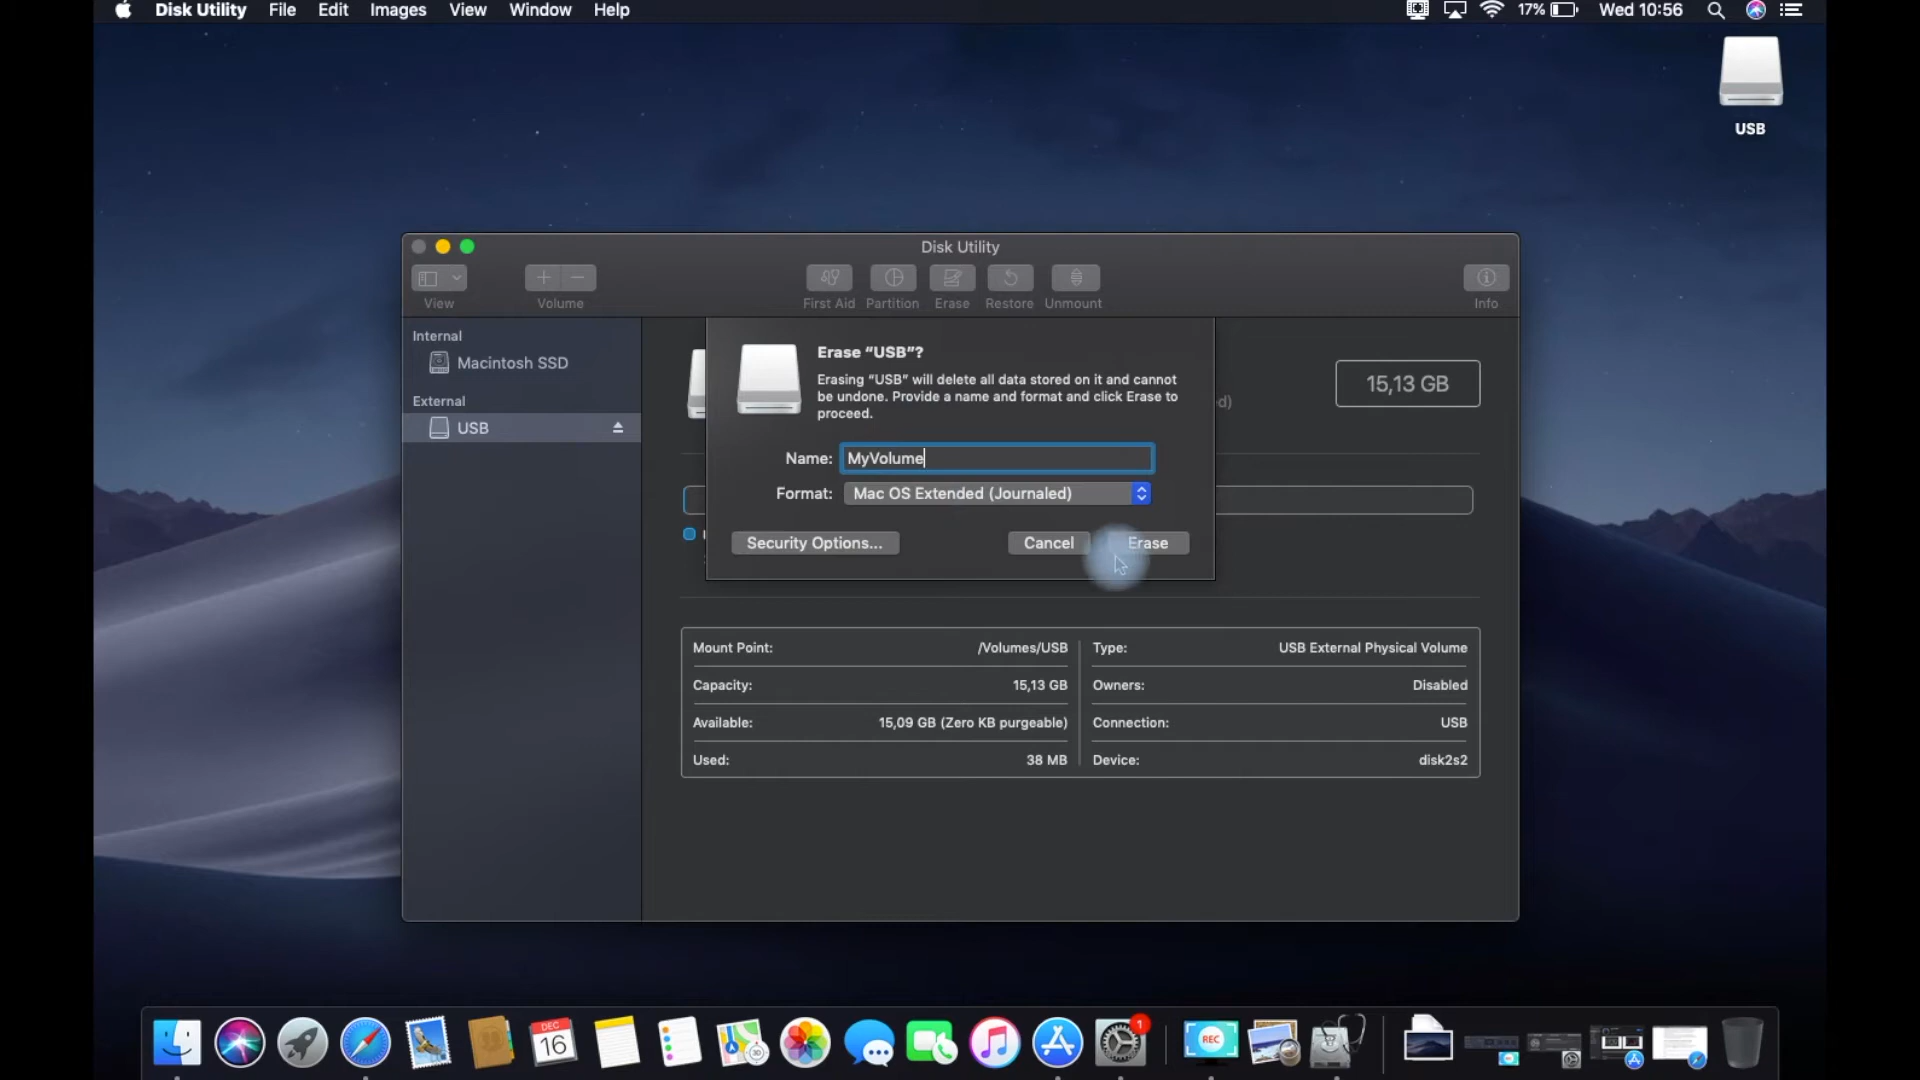 Disk Utility File Edit Images View Window Help 17% Wed 10:56
USB
Disk Utility
View Volume First Aid Partition Erase Restore Unmount Info
Internal
Macintosh SSD
External
USB
Erase “USB”?
Erasing “USB” will delete all data stored on it and cannot
be undone. Provide a name and format and click Erase to
proceed.
d)
15,13 GB
Name: MyVolume
Format: Mac OS Extended (Journaled)
Security Options... Cancel Erase
Mount Point: /Volumes/USB
Type: USB External Physical Volume
Capacity: 15,13 GB
Owners: Disabled
Available: 15,09 GB (Zero KB purgeable)
Connection: USB
Used: 38 MB
Device: disk2s2
DEC
16
3D
1
REC